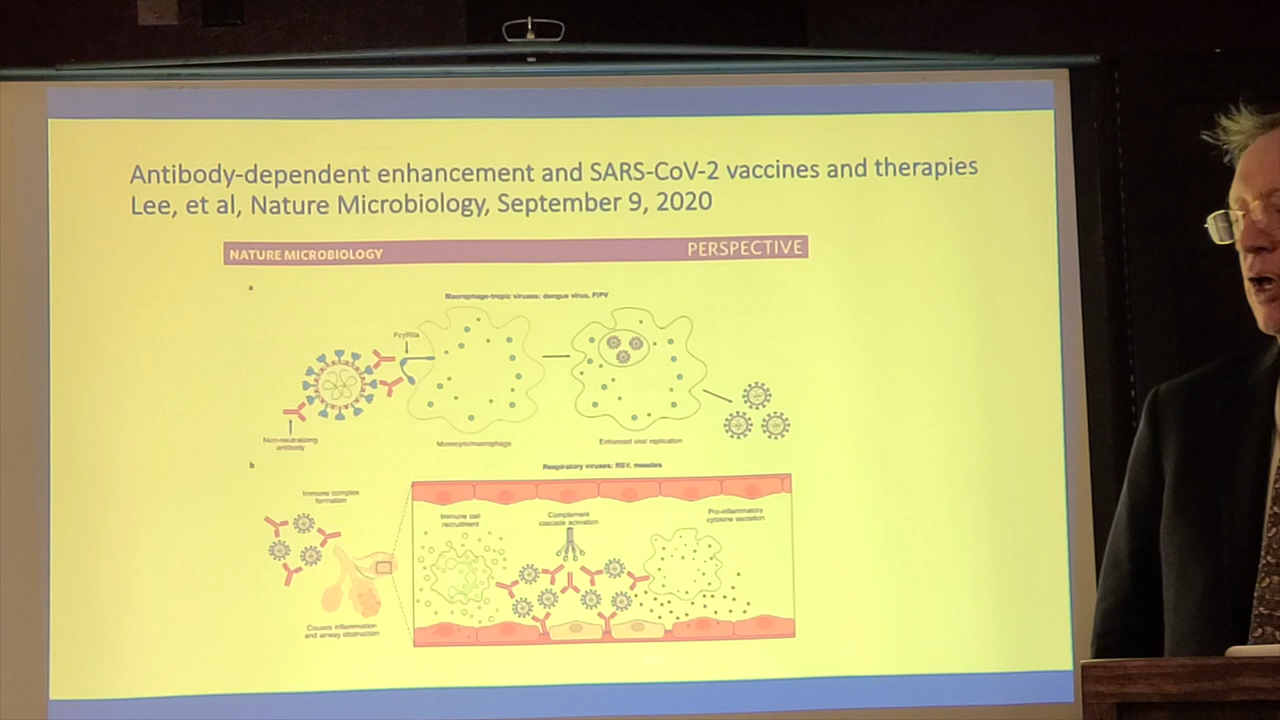 Antibody-dependent enhancement and SARS-CoV-2 vaccines and therapies
Lee, et al, Nature Microbiology, September 9, 2020
NATURE MICROBIOLOGY
PERSPECTIVE
a
Macrophage-tropic viruses: dengue virus, FIPV
FcγRIIa
Non-neutralizing
antibody
Monocyte/macrophage
Enhanced viral replication
b
Respiratory viruses: RSV, measles
Immune complex
formation
Immune cell
recruitment
Complement
cascade activation
Pro-inflammatory
cytokine secretion
Causes inflammation
and airway obstruction